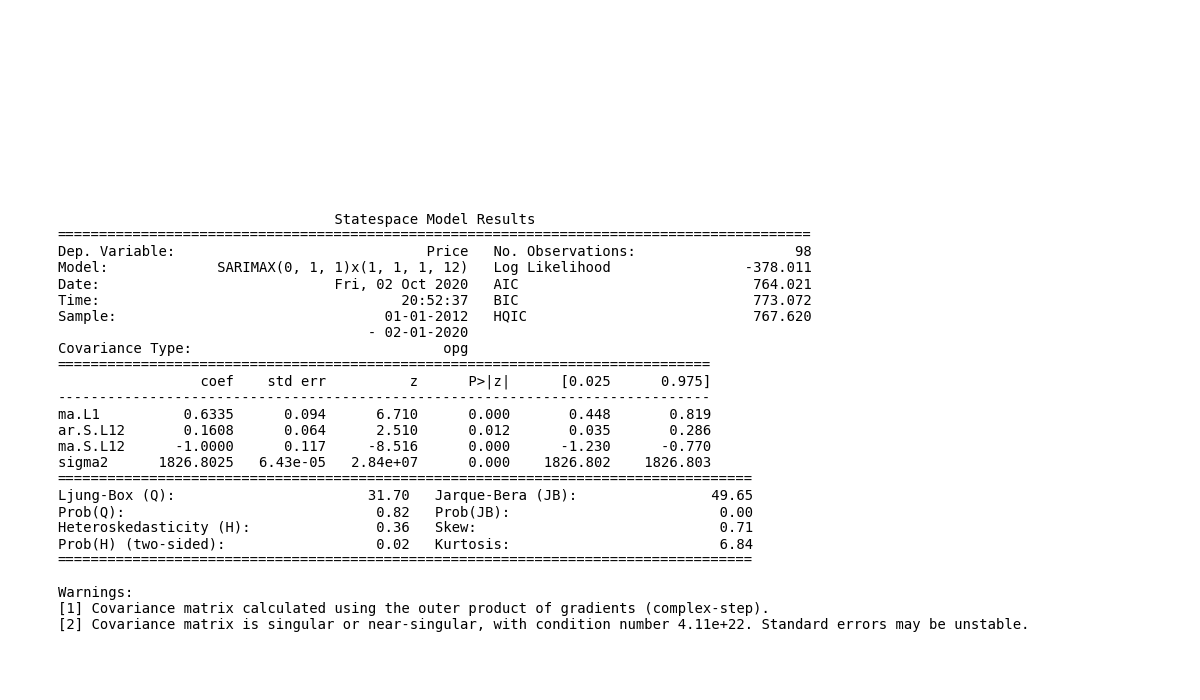 Statespace Model Results
==========================================================================================
Dep. Variable:                              Price   No. Observations:                   98
Model:             SARIMAX(0, 1, 1)x(1, 1, 1, 12)   Log Likelihood                -378.011
Date:                            Fri, 02 Oct 2020   AIC                            764.021
Time:                                    20:52:37   BIC                            773.072
Sample:                                01-01-2012   HQIC                           767.620
                                     - 02-01-2020
Covariance Type:                              opg
==============================================================================
                 coef    std err          z      P>|z|      [0.025      0.975]
------------------------------------------------------------------------------
ma.L1          0.6335      0.094      6.710      0.000       0.448       0.819
ar.S.L12       0.1608      0.064      2.510      0.012       0.035       0.286
ma.S.L12      -1.0000      0.117     -8.516      0.000      -1.230      -0.770
sigma2      1826.8025   6.43e-05   2.84e+07      0.000    1826.802    1826.803
===================================================================================
Ljung-Box (Q):                       31.70   Jarque-Bera (JB):                49.65
Prob(Q):                              0.82   Prob(JB):                         0.00
Heteroskedasticity (H):               0.36   Skew:                             0.71
Prob(H) (two-sided):                  0.02   Kurtosis:                         6.84
===================================================================================
Warnings:
[1] Covariance matrix calculated using the outer product of gradients (complex-step).
[2] Covariance matrix is singular or near-singular, with condition number 4.11e+22. Standard errors may be unstable.